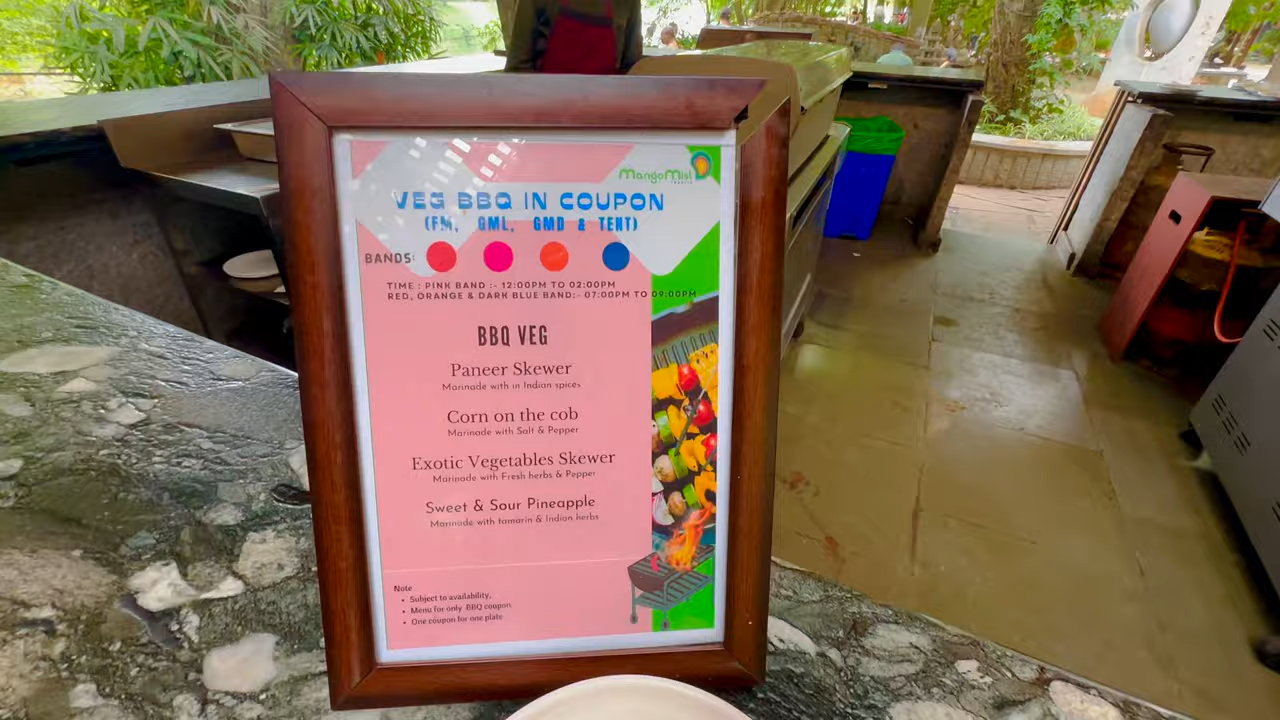 MangoMist
VEG BBQ IN COUPON
(FM, GML, GMD & TENT)
BANDS:
TIME : PINK BAND :- 12:00PM TO 02:00PM
RED, ORANGE & DARK BLUE BAND:- 07:00PM TO 09:00PM
BBQ VEG
Paneer Skewer
Marinade with in Indian spices
Corn on the cob
Marinade with Salt & Pepper
Exotic Vegetables Skewer
Marinade with Fresh herbs & Pepper
Sweet & Sour Pineapple
Marinade with tamarin & Indian herbs
Note
• Subject to availability,
• Menu for only BBQ coupon
• One coupon for one plate